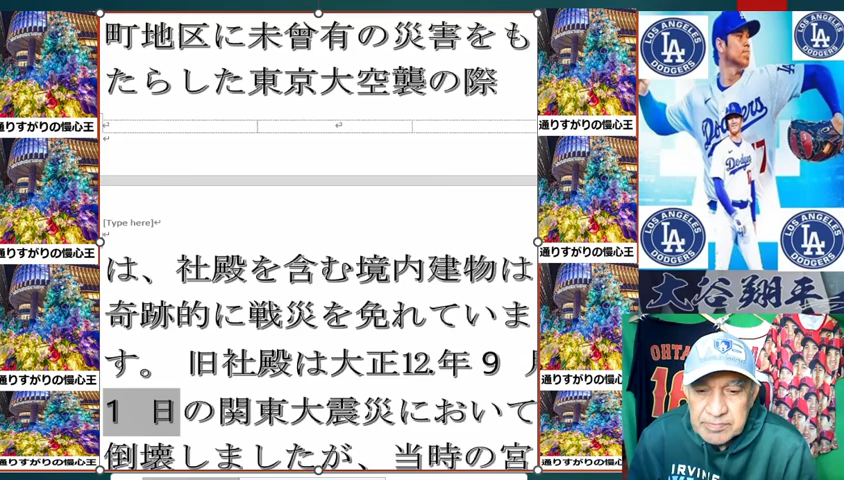 町地区に未曾有の災害をも
たらした東京大空襲の際
[Type here]
は、社殿を含む境内建物は
奇跡的に戦災を免れていま
す。 旧社殿は大正12.年 9 月
1 日の関東大震災において
倒壊しましたが、当時の宮
通りすがりの慢心王
通りすがりの慢心王
通りすがりの慢心王
通りすがりの慢心王
通りすがりの慢心王
通りすがりの慢心王
通りすがりの慢心王
通りすがりの慢心王
LOS ANGELES
LA
DODGERS
LOS ANGELES
LA
DODGERS
Dodgers
17
Dodgers
LOS ANGELES
LA
DODGERS
LOS ANGELES
LA
DODGERS
大谷翔平
OHTA
16
IRVINE